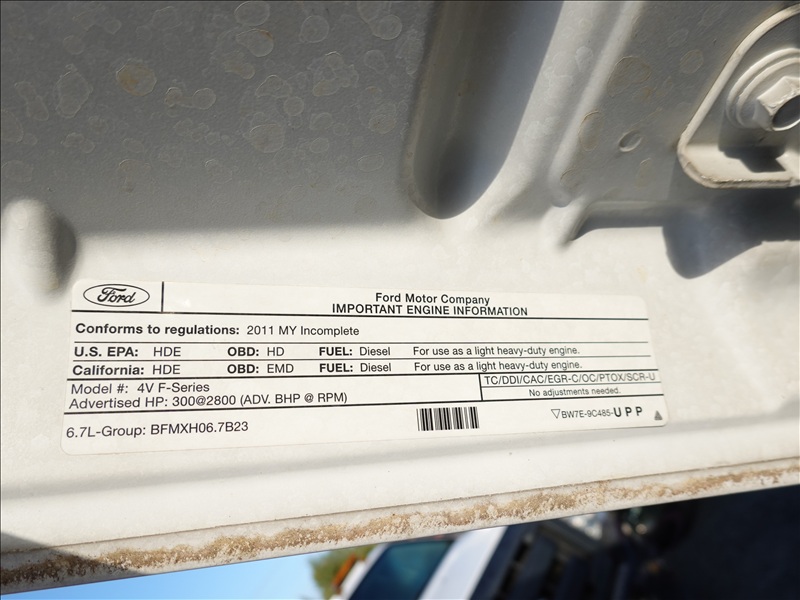 Ford
Ford Motor Company
IMPORTANT ENGINE INFORMATION
Conforms to regulations: 2011 MY Incomplete
U.S. EPA: HDE OBD: HD FUEL: Diesel For use as a light heavy-duty engine.
California: HDE OBD: EMD FUEL: Diesel For use as a light heavy-duty engine.
Model #: 4V F-Series
Advertised HP: 300@2800 (ADV. BHP @ RPM)
TC/DDI/CAC/EGR-C/OC/PTOX/SCR-U
No adjustments needed.
6.7L-Group: BFMXH06.7B23
BW7E-9C485-UPP